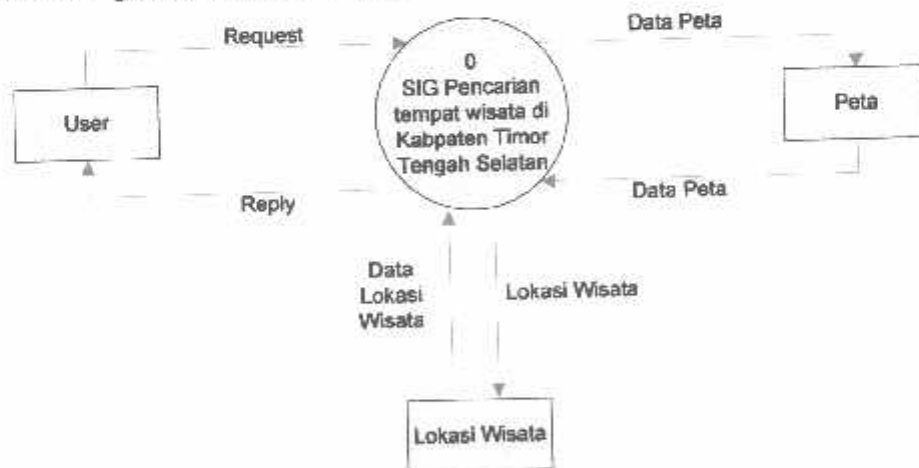 Request
Data Peta
0
SIG Pencarian
tempat wisata di
Kabpaten Timor
Tengah Selatan
User
Peta
Reply
Data Peta
Data
Lokasi
Wisata
Lokasi Wisata
Lokasi Wisata